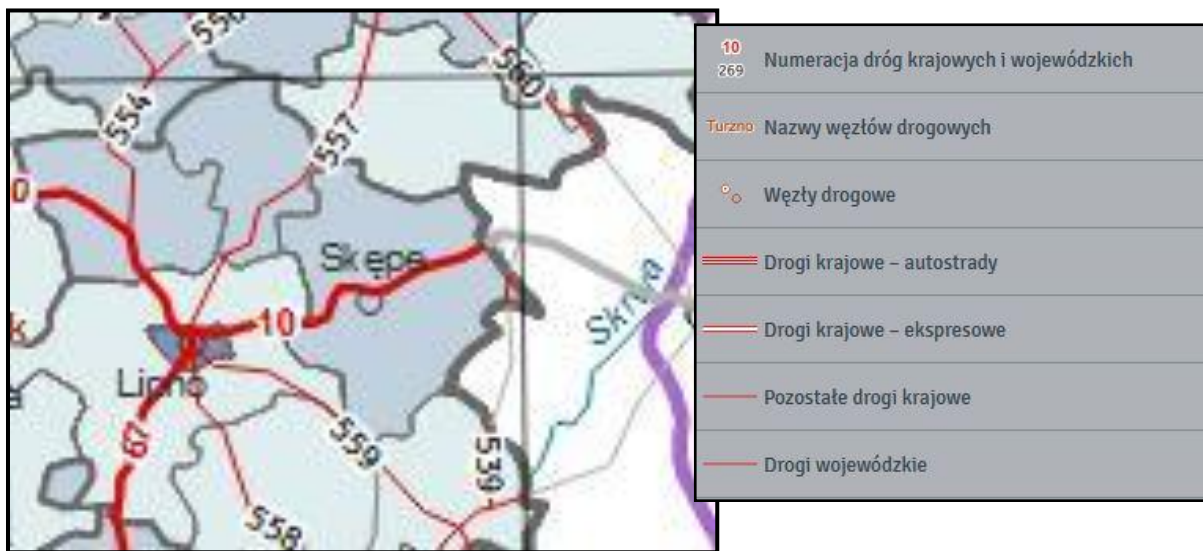 556
560
554
557
0
Skępe
Skrwa
10
k
Lipno
a
67
559
539
558
10
269
Numeracja dróg krajowych i wojewódzkich
Turzno
Nazwy węzłów drogowych
Węzły drogowe
Drogi krajowe – autostrady
Drogi krajowe – ekspresowe
Pozostałe drogi krajowe
Drogi wojewódzkie